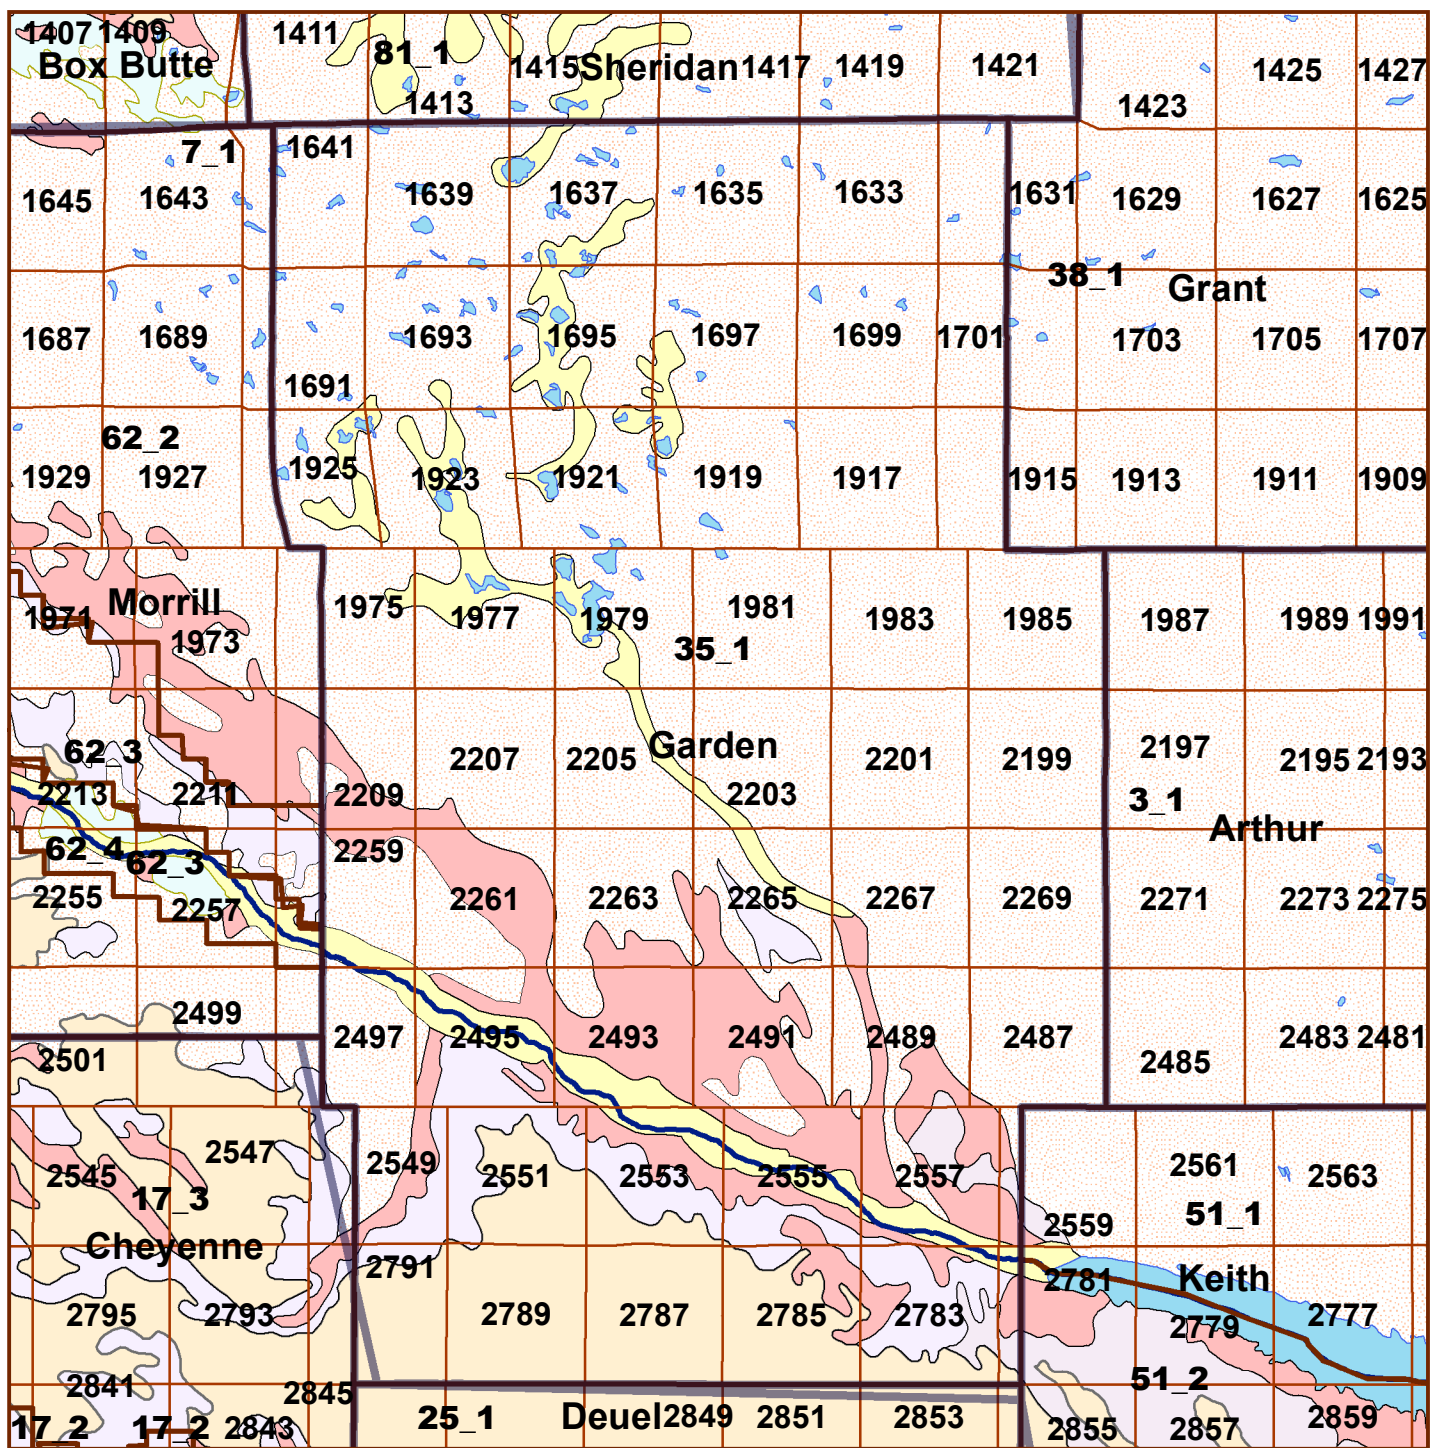 1407 1409 1411
Box Butte 81_1 1415 Sheridan 1417 1419 1421 1425 1427
1413 1423
7_1 1641
1645 1643 1639 1637 1635 1633 1631 1629 1627 1625
38_1 Grant
1687 1689 1693 1695 1697 1699 1701 1703 1705 1707
1691
62_2
1929 1927 1925 1923 1921 1919 1917 1915 1913 1911 1909
Morrill 1975 1977 1979 1981 1983 1985 1987 1989 1991
1971 1973 35_1
62_3 2207 2205 Garden 2201 2199 2197 2195 2193
2213 2211 2209 2203 3_1
Arthur
62_4 62_3 2259
2255 2257 2261 2263 2265 2267 2269 2271 2273 2275
2499
2501 2497 2495 2493 2491 2489 2487 2485 2483 2481
2547 2549 2551 2553 2555 2557 2561 2563
2545 17_3 51_1
2559
Cheyenne 2791 2781 Keith
2795 2793 2789 2787 2785 2783 2779 2777
2841 2845 51_2
17_2 17_2 2843 25_1 Deuel 2849 2851 2853 2855 2857 2859